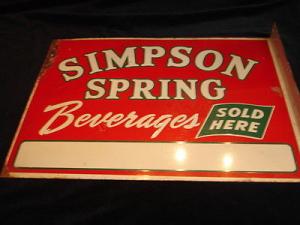 SIMPSON
SPRING
Beverages
SOLD
HERE